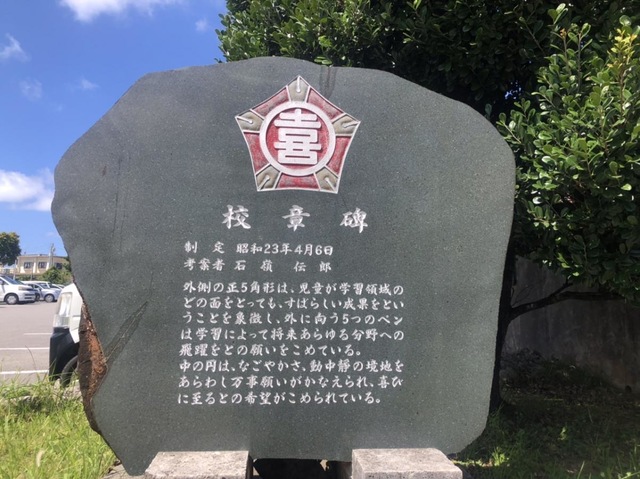 喜
校章碑
制定 昭和23年4月6日
考案者 石嶺伝郎
外側の正5角形は、児童が学習領域の
どの面をとっても、すばらしい成果をとい
うことを象徴し、外に向う5つのペン
は学習によって将来あらゆる分野への
飛躍をとの願いをこめている。
中の円は、なごやかさ、動中静の境地を
あらわし万事願いがかなえられ、喜び
に至るとの希望がこめられている。